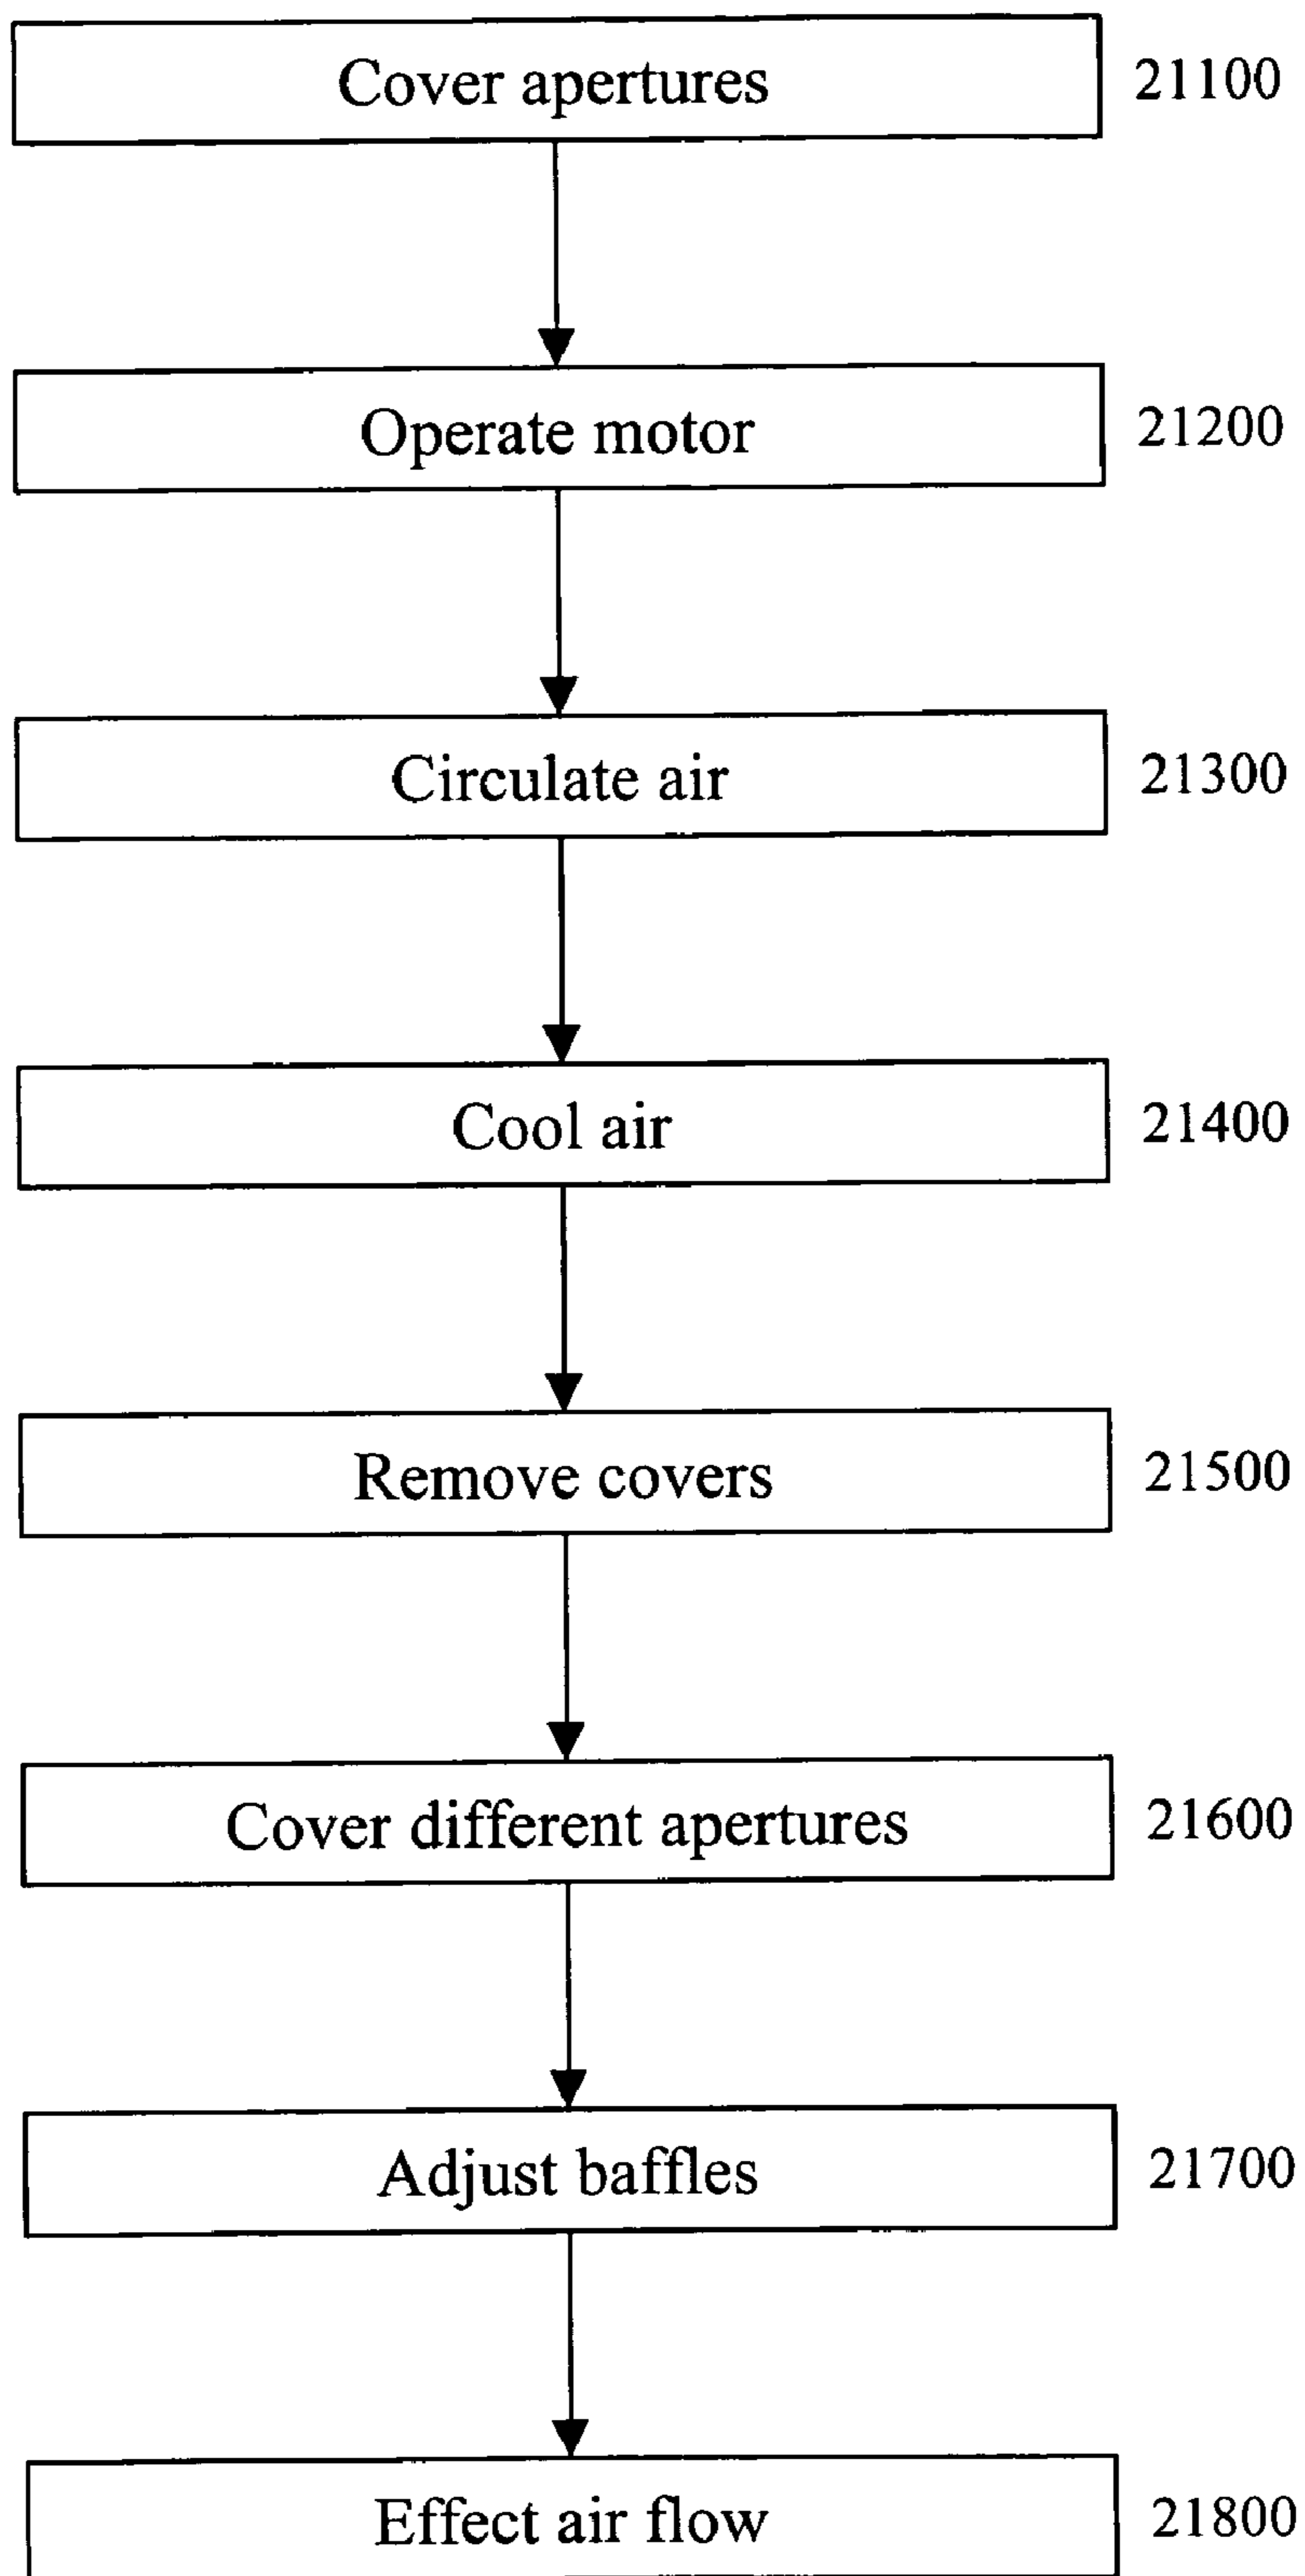 Cover apertures 21100
Operate motor 21200
Circulate air 21300
Cool air 21400
Remove covers 21500
Cover different apertures 21600
Adjust baffles 21700
Effect air flow 21800